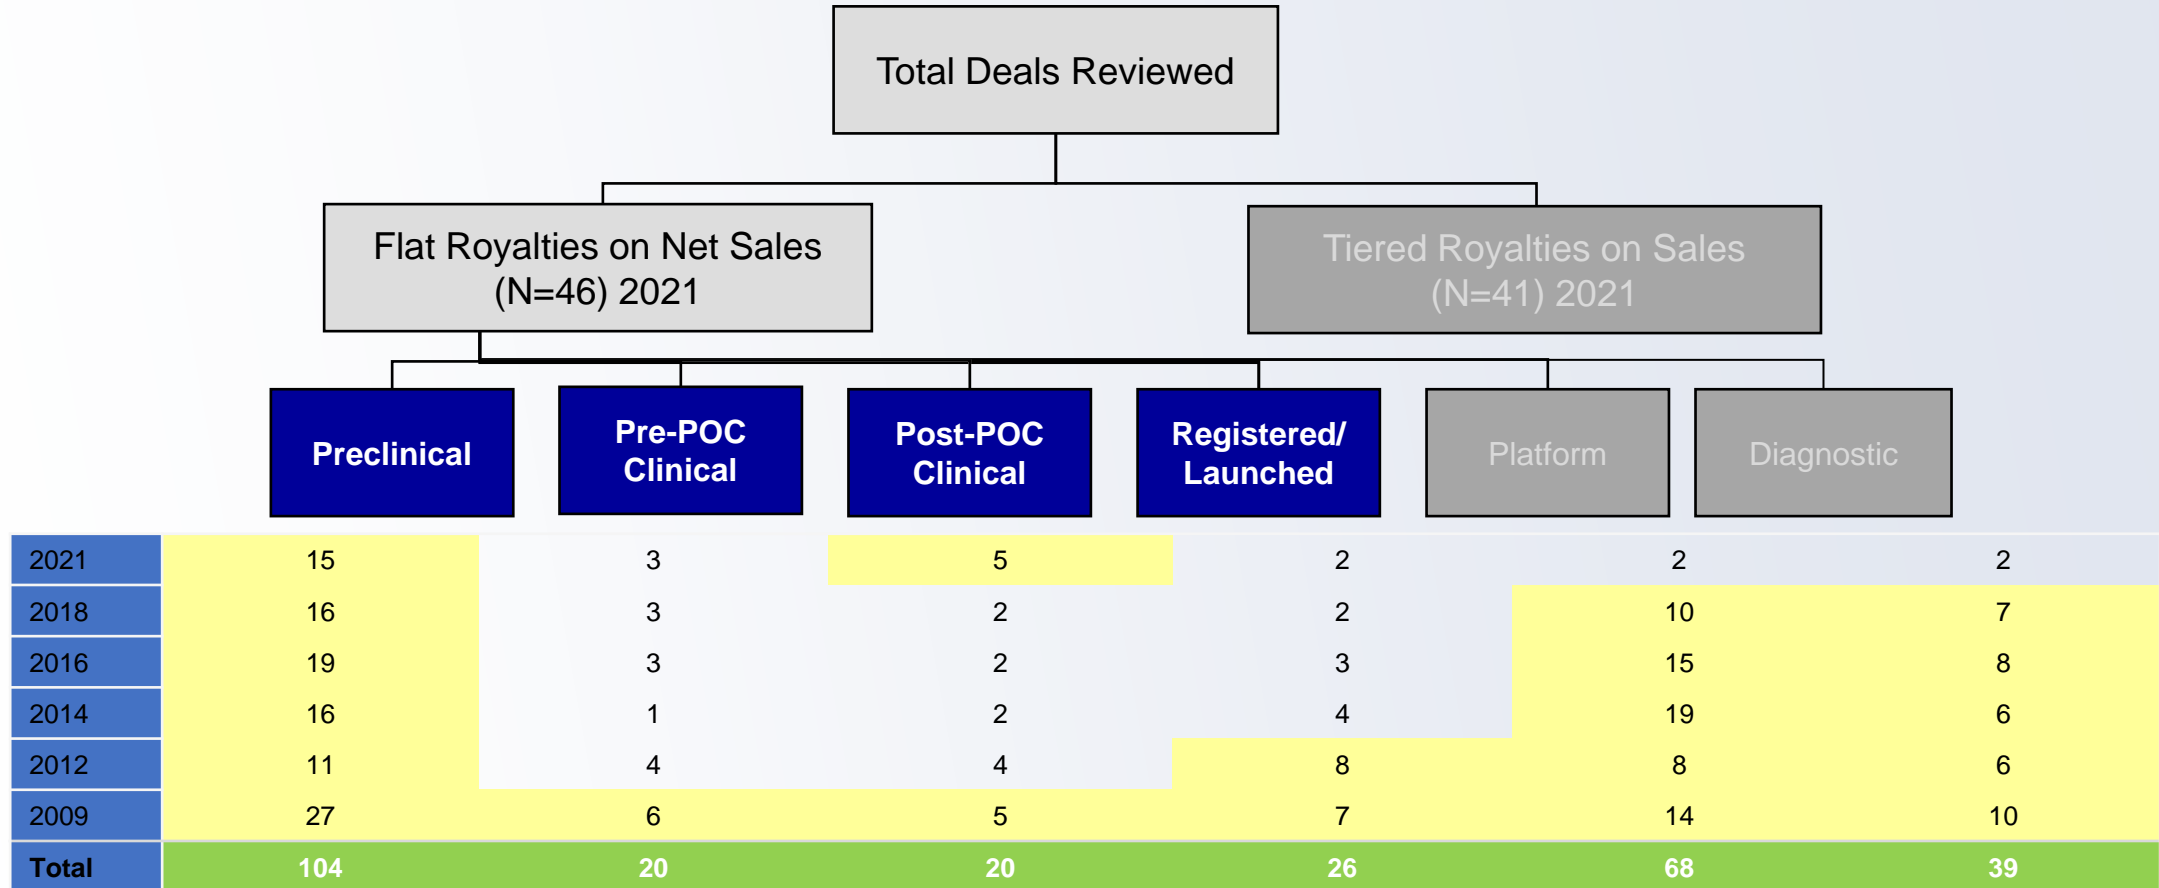 Total Deals Reviewed
Flat Royalties on Net Sales
(N=46) 2021
Tiered Royalties on Sales
(N=41) 2021
Preclinical
Pre-POC
Clinical
Post-POC
Clinical
Registered/
Launched
Platform
Diagnostic
2021 15 3 5 2 2 2
2018 16 3 2 2 10 7
2016 19 3 2 3 15 8
2014 16 1 2 4 19 6
2012 11 4 4 8 8 6
2009 27 6 5 7 14 10
Total 104 20 20 26 68 39